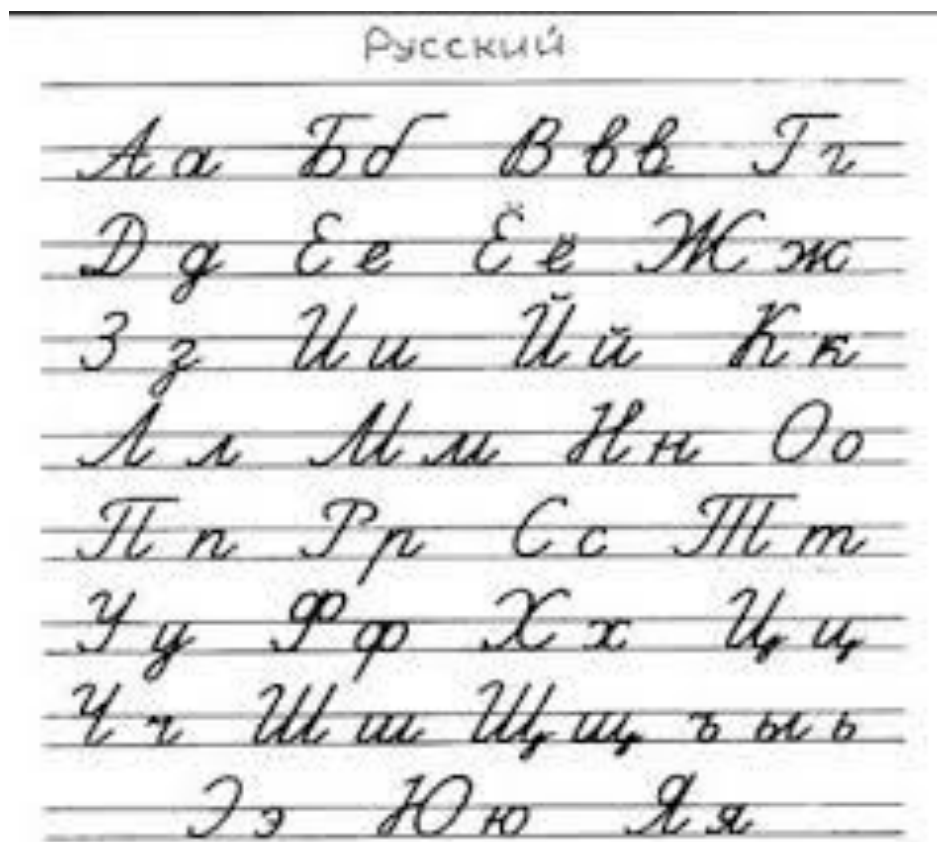 Русский
Аа Бб Ввв Гг
Дд Ее Ёё Жж
Зз Ии Йй Кк
Лл Мм Нн Оо
Пп Рр Сс Тт
Уу Фф Хх Цц
Чч Шш Щщ ъ ы ь
Ээ Юю Яя